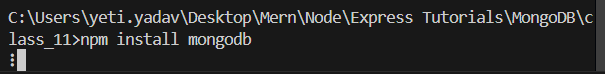 C:\Users\yeti.yadav\Desktop\Mern\Node\Express Tutorials\MongoDB\c
lass_11>npm install mongodb
⠸